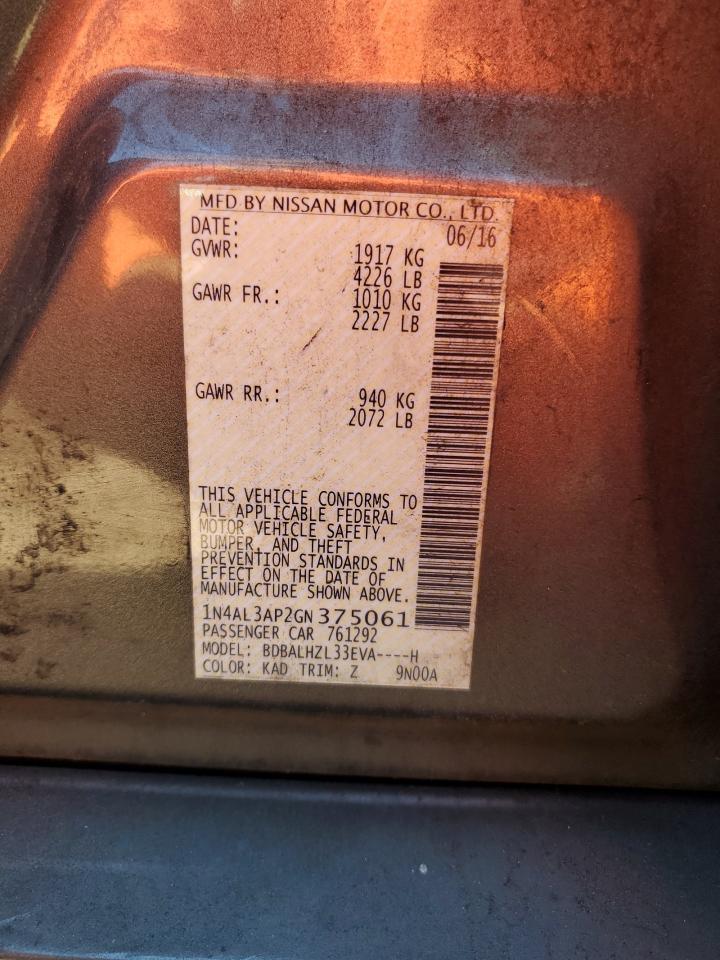 MFD BY NISSAN MOTOR CO., LTD.
DATE: 06/16
GVWR: 1917 KG
4226 LB
GAWR FR.: 1010 KG
2227 LB
GAWR RR.: 940 KG
2072 LB
THIS VEHICLE CONFORMS TO
ALL APPLICABLE FEDERAL
MOTOR VEHICLE SAFETY,
BUMPER, AND THEFT
PREVENTION STANDARDS IN
EFFECT ON THE DATE OF
MANUFACTURE SHOWN ABOVE.
1N4AL3AP2GN375061
PASSENGER CAR 761292
MODEL: BDBALHZL33EVA----H
COLOR: KAD TRIM: Z 9N00A